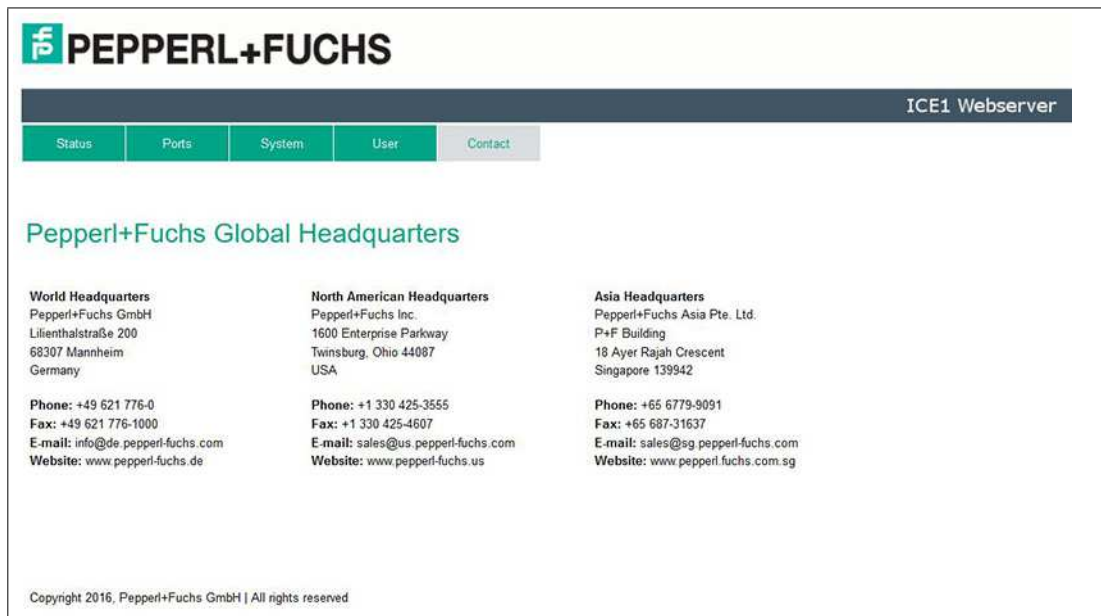 PEPPERL+FUCHS
ICE1 Webserver
Status Ports System User Contact
Pepperl+Fuchs Global Headquarters
World Headquarters
Pepperl+Fuchs GmbH
Lilienthalstraße 200
68307 Mannheim
Germany
Phone: +49 621 776-0
Fax: +49 621 776-1000
E-mail: info@de.pepperl-fuchs.com
Website: www.pepperl-fuchs.de
North American Headquarters
Pepperl+Fuchs Inc.
1600 Enterprise Parkway
Twinsburg, Ohio 44087
USA
Phone: +1 330 425-3555
Fax: +1 330 425-4607
E-mail: sales@us.pepperl-fuchs.com
Website: www.pepperl-fuchs.us
Asia Headquarters
Pepperl+Fuchs Asia Pte. Ltd.
P+F Building
18 Ayer Rajah Crescent
Singapore 139942
Phone: +65 6779-9091
Fax: +65 687-31637
E-mail: sales@sg.pepperl-fuchs.com
Website: www.pepperl.fuchs.com.sg
Copyright 2016, Pepperl+Fuchs GmbH | All rights reserved